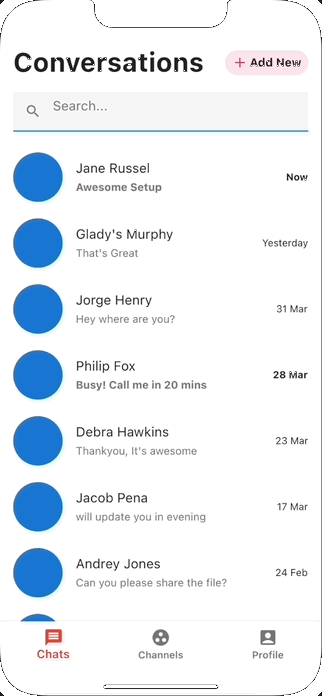 Conversations
+ Add New
Search...
Jane Russel
Awesome Setup
Now
Glady's Murphy
That's Great
Yesterday
Jorge Henry
Hey where are you?
31 Mar
Philip Fox
Busy! Call me in 20 mins
28 Mar
Debra Hawkins
Thankyou, It's awesome
23 Mar
Jacob Pena
will update you in evening
17 Mar
Andrey Jones
Can you please share the file?
24 Feb
Chats
Channels
Profile